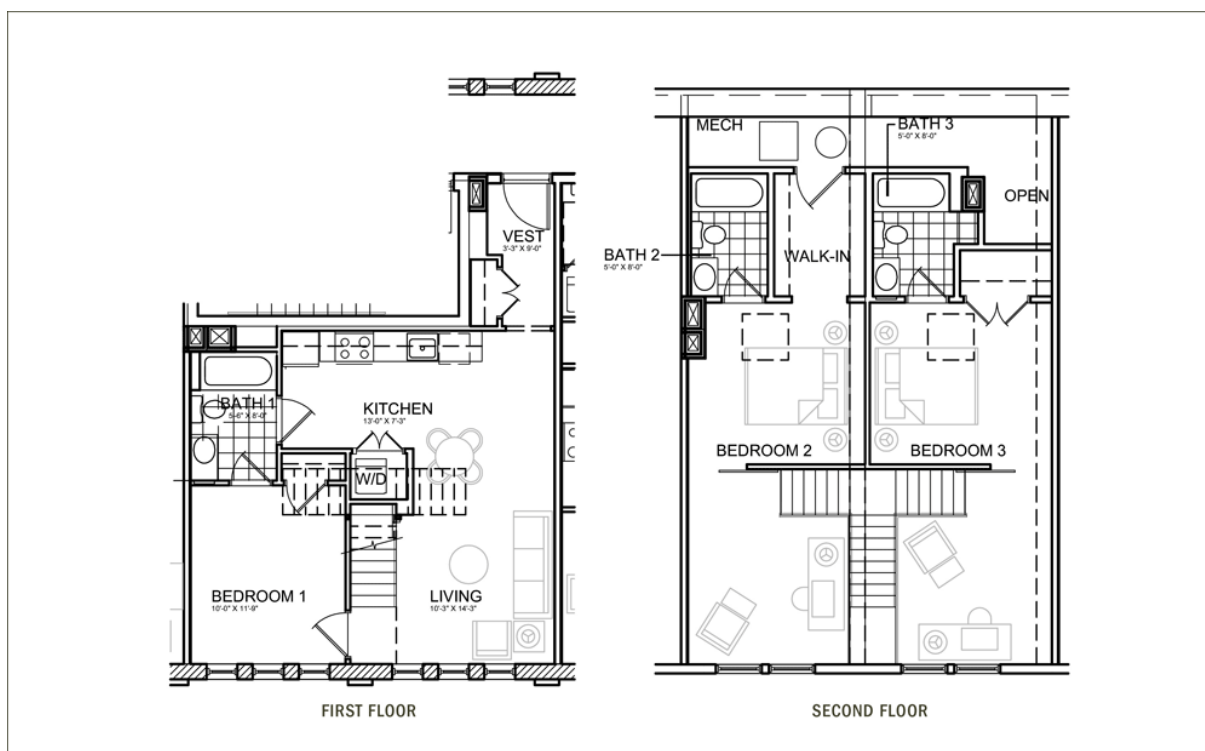 VEST
3'-3" X 9'-0"
BATH 1
5'-6" X 8'-0"
KITCHEN
13'-0" X 7'-3"
W/D
BEDROOM 1
10'-0" X 11'-9"
LIVING
10'-3" X 14'-3"
FIRST FLOOR
MECH
BATH 3
5'-0" X 8'-0"
OPEN
BATH 2
5'-0" X 8'-0"
WALK-IN
BEDROOM 2
BEDROOM 3
SECOND FLOOR